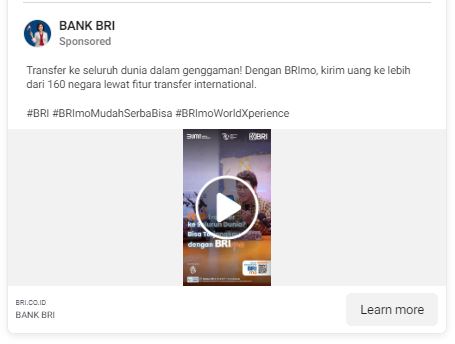 BANK BRI
Sponsored
Transfer ke seluruh dunia dalam genggaman! Dengan BRImo, kirim uang ke lebih
dari 160 negara lewat fitur transfer international.
#BRI #BRImoMudahSerbaBisa #BRImoWorldXperience
BUMN
BRI
ke Seluruh Dunia?
Bisa
dengan BRImo
BRI.CO.ID
BANK BRI
Learn more